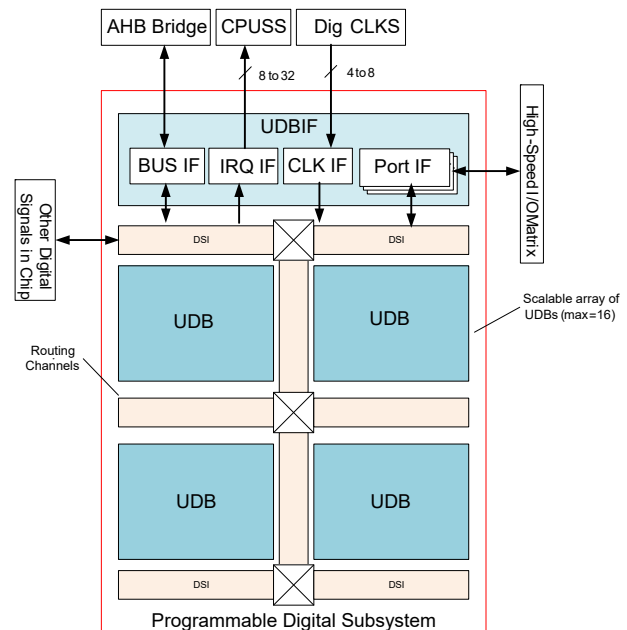 AHB Bridge
CPUSS
Dig CLKS
8 to 32
4 to 8
UDBIF
BUS IF
IRQ IF
CLK IF
Port IF
High-Speed I/OMatrix
Other Digital
Signals in Chip
DSI
DSI
UDB
UDB
Scalable array of
UDBs (max=16)
Routing
Channels
UDB
UDB
DSI
DSI
Programmable Digital Subsystem